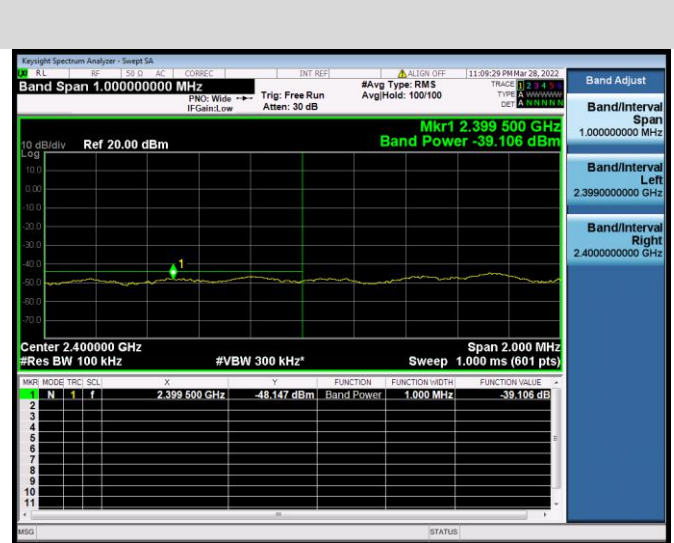 Keysight Spectrum Analyzer - Swept SA
RL RF 50 Ω AC CORREC INT REF ALIGN OFF 11:09:29 PM Mar 28, 2022
Band Span 1.000000000 MHz
PNO: Wide
IFGain:Low
Trig: Free Run
Atten: 30 dB
#Avg Type: RMS
Avg|Hold: 100/100
TRACE 1 2 3 4 5 6
TYPE A WWWWW
DET A N N N N N
Mkr1 2.399 500 GHz
Band Power -39.106 dBm
10 dB/div Ref 20.00 dBm
Log
10.0
0.00
-10.0
-20.0
-30.0
-40.0
-50.0
-60.0
-70.0
1
Center 2.400000 GHz Span 2.000 MHz
#Res BW 100 kHz #VBW 300 kHz* Sweep 1.000 ms (601 pts)
MKR MODE TRC SCL X Y FUNCTION FUNCTION WIDTH FUNCTION VALUE
1 N 1 f 2.399 500 GHz -48.147 dBm Band Power 1.000 MHz -39.106 dB
2
3
4
5
6
7
8
9
10
11
MSG STATUS
Band Adjust
Band/Interval
Span
1.000000000 MHz
Band/Interval
Left
2.3990000000 GHz
Band/Interval
Right
2.4000000000 GHz